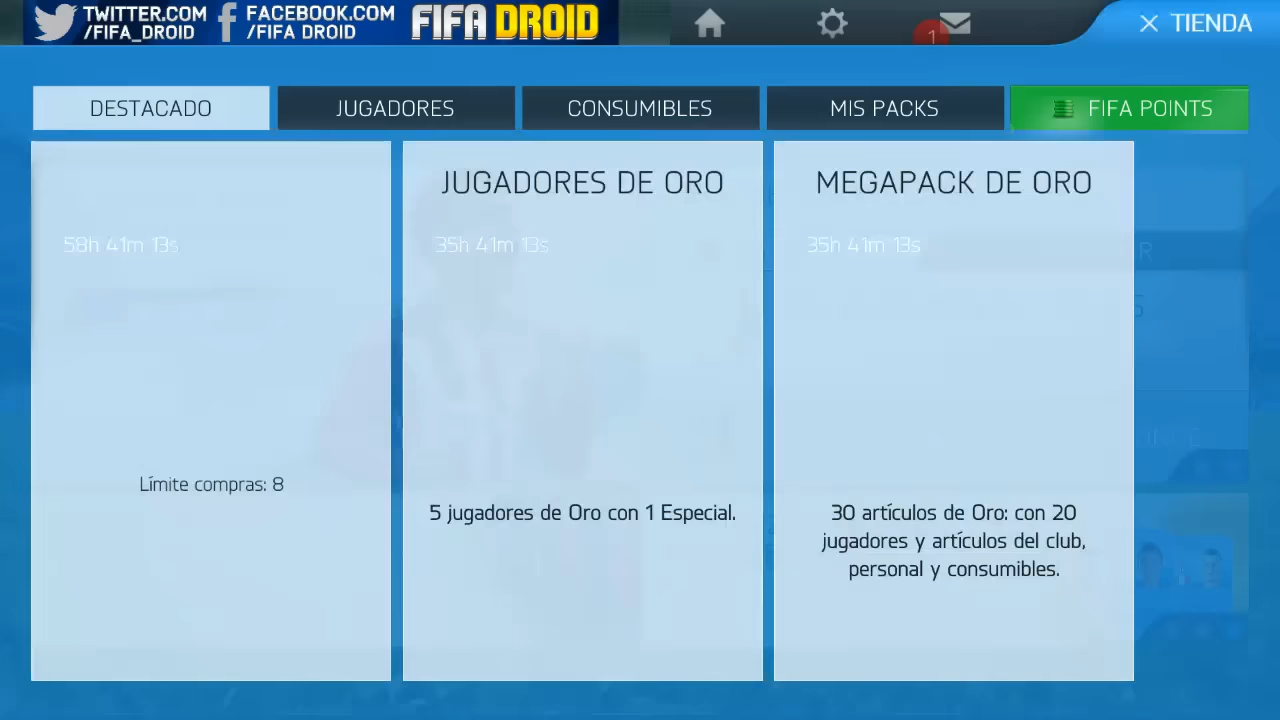 TWITTER.COM
/FIFA_DROID
FACEBOOK.COM
/FIFA DROID
FIFA DROID
1
TIENDA
DESTACADO
JUGADORES
CONSUMIBLES
MIS PACKS
FIFA POINTS
58h 41m 13s
Límite compras: 8
JUGADORES DE ORO
35h 41m 13s
5 jugadores de Oro con 1 Especial.
MEGAPACK DE ORO
35h 41m 13s
30 artículos de Oro: con 20
jugadores y artículos del club,
personal y consumibles.